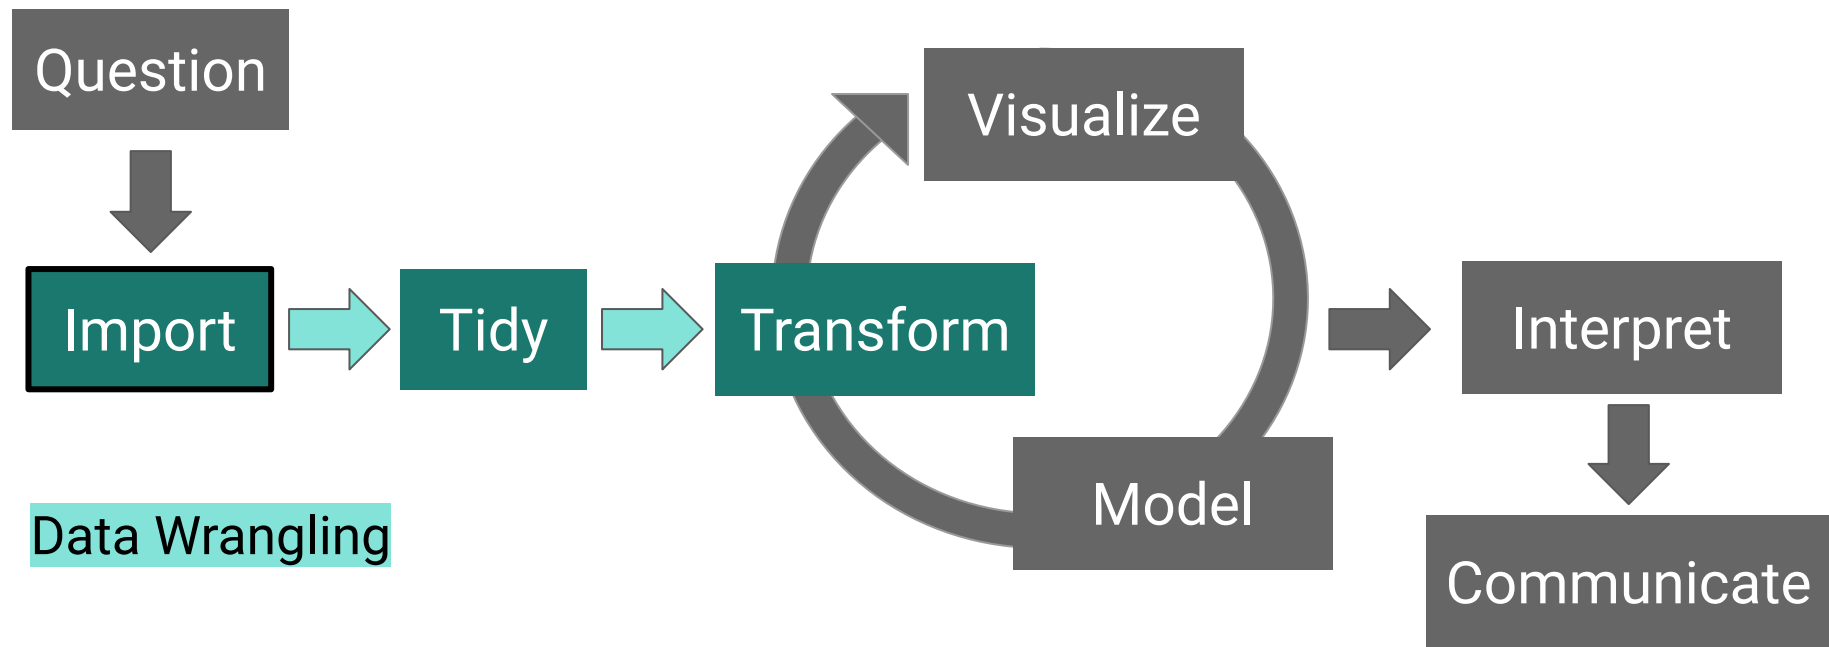 Question
Import
Tidy
Transform
Visualize
Model
Interpret
Communicate
Data Wrangling